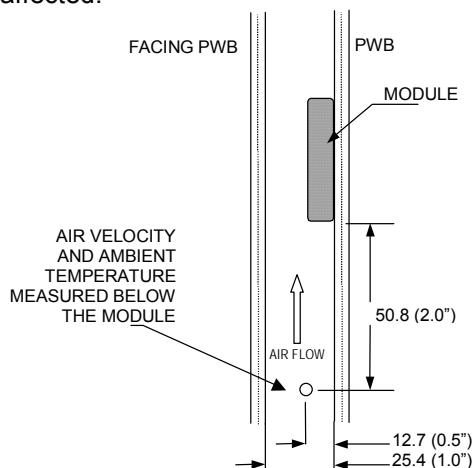 affected.
FACING PWB
PWB
MODULE
AIR VELOCITY
AND AMBIENT
TEMPERATURE
MEASURED BELOW
THE MODULE
AIR FLOW
50.8 (2.0”)
12.7 (0.5”)
25.4 (1.0”)